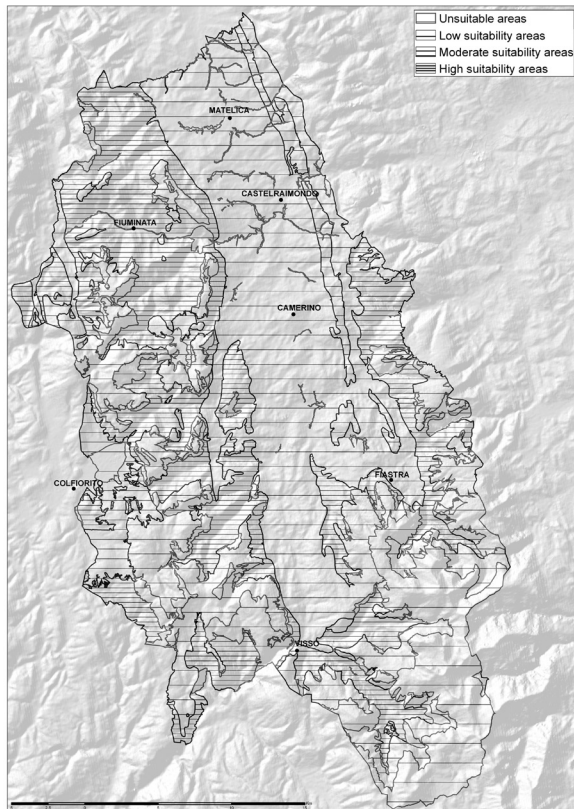 Unsuitable areas
Low suitability areas
Moderate suitability areas
High suitability areas
MATELICA
CASTELRAIMONDO
FIUMINATA
CAMERINO
FIASTRA
COLFIORITO
VISSO